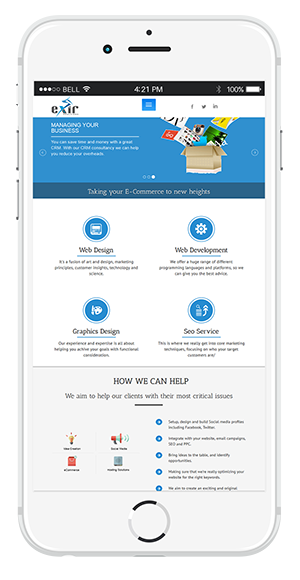 BELL
4:21 PM
100%
exir
MANAGING YOUR
BUSINESS
You can save time and money with a great
CRM. With our CRM consultancy we can help
you reduce your overheads.
Taking your E-Commerce to new heights
Web Design
It's a fusion of art and design, marketing
principles, customer insights, technology and
science.
Web Development
We offer a huge range of different
programming languages and platforms, so we
can give you the best advice.
Graphics Design
Our experience and expertise is all about
helping you achieve your goals with functional
consideration.
Seo Service
This is where we really get into core marketing
techniques, focusing on who your target
customers are/
HOW WE CAN HELP
We aim to help our clients with their most critical issues
Idea Creation
Social Media
eCommerce
Hosting Solutions
Setup, design and build Social media profiles
including Facebook, Twitter.
Integrate with your website, email campaigns,
SEO and PPC.
Bring ideas to the table, and identify
opportunities.
Making sure that we're really optimising your
website for the right keywords.
We aim to create an exciting and original